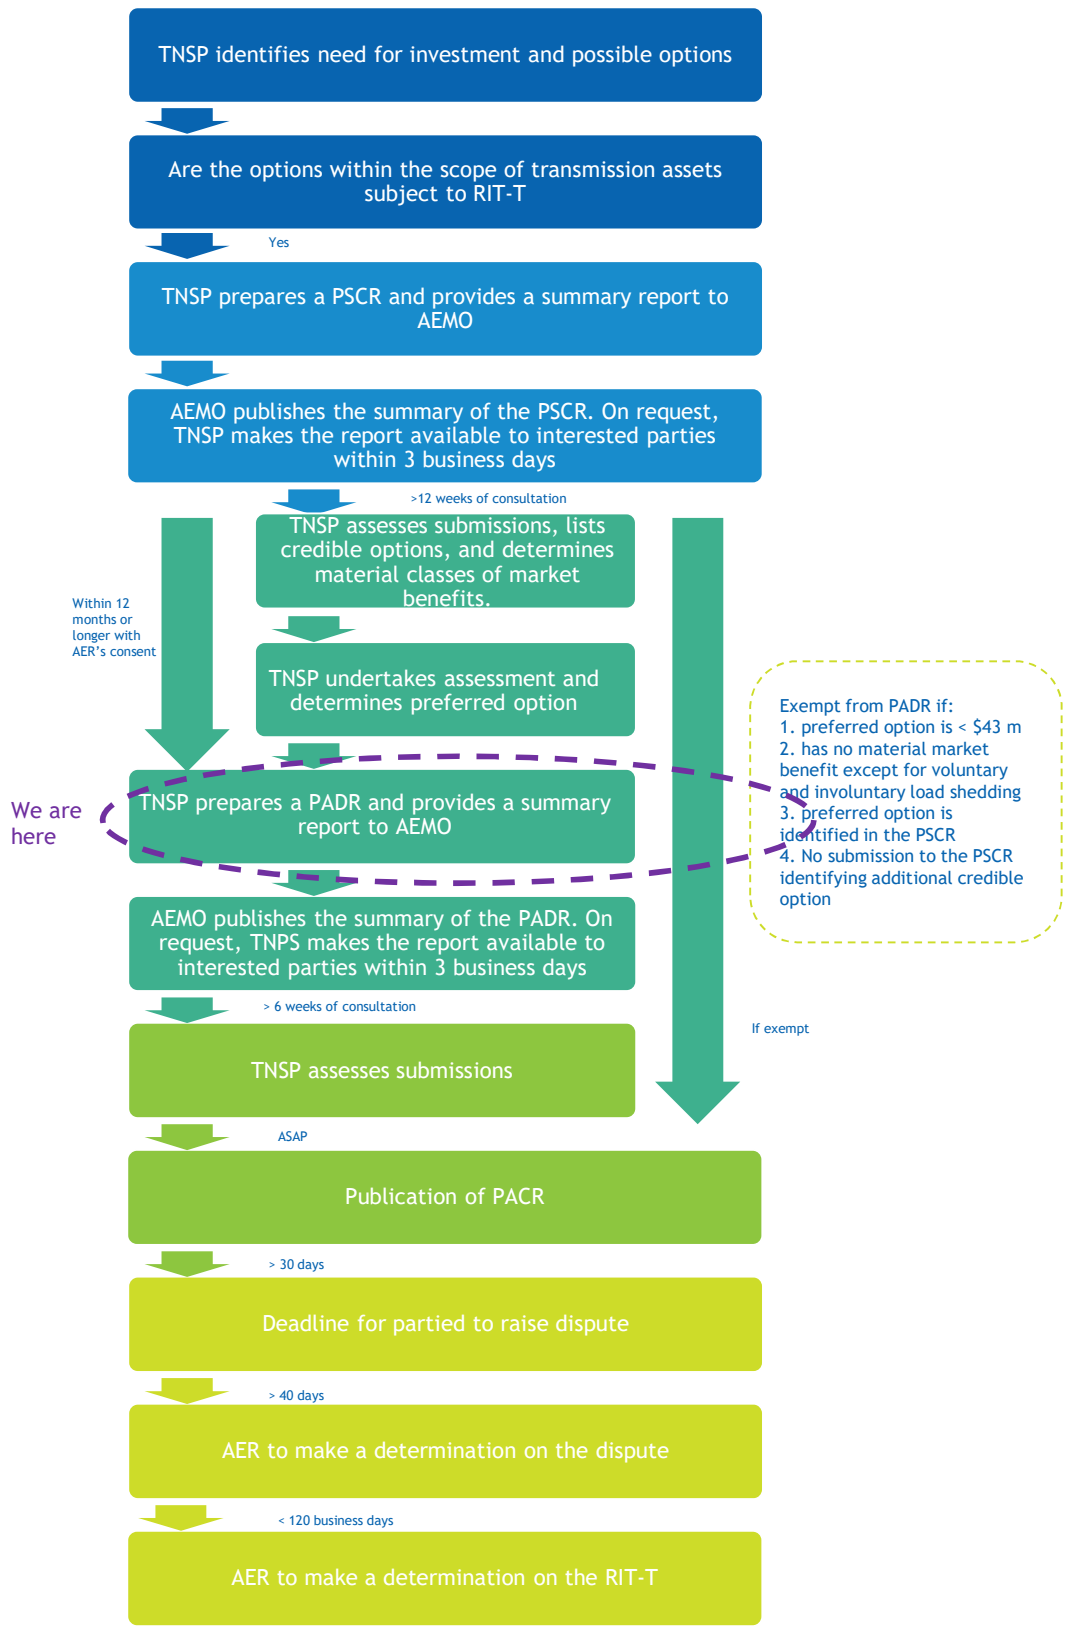 TNSP identifies need for investment and possible options
Are the options within the scope of transmission assets
subject to RIT-T
Yes
TNSP prepares a PSCR and provides a summary report to
AEMO
AEMO publishes the summary of the PSCR. On request,
TNSP makes the report available to interested parties
within 3 business days
>12 weeks of consultation
TNSP assesses submissions, lists
credible options, and determines
material classes of market
benefits.
Within 12
months or
longer with
AER's consent
TNSP undertakes assessment and
determines preferred option
Exempt from PADR if:
1. preferred option is < $43 m
2. has no material market
benefit except for voluntary
and involuntary load shedding
3. preferred option is
identified in the PSCR
4. No submission to the PSCR
identifying additional credible
option
We are
here
TNSP prepares a PADR and provides a summary
report to AEMO
AEMO publishes the summary of the PADR. On
request, TNPS makes the report available to
interested parties within 3 business days
> 6 weeks of consultation
If exempt
TNSP assesses submissions
ASAP
Publication of PACR
> 30 days
Deadline for partied to raise dispute
> 40 days
AER to make a determination on the dispute
< 120 business days
AER to make a determination on the RIT-T